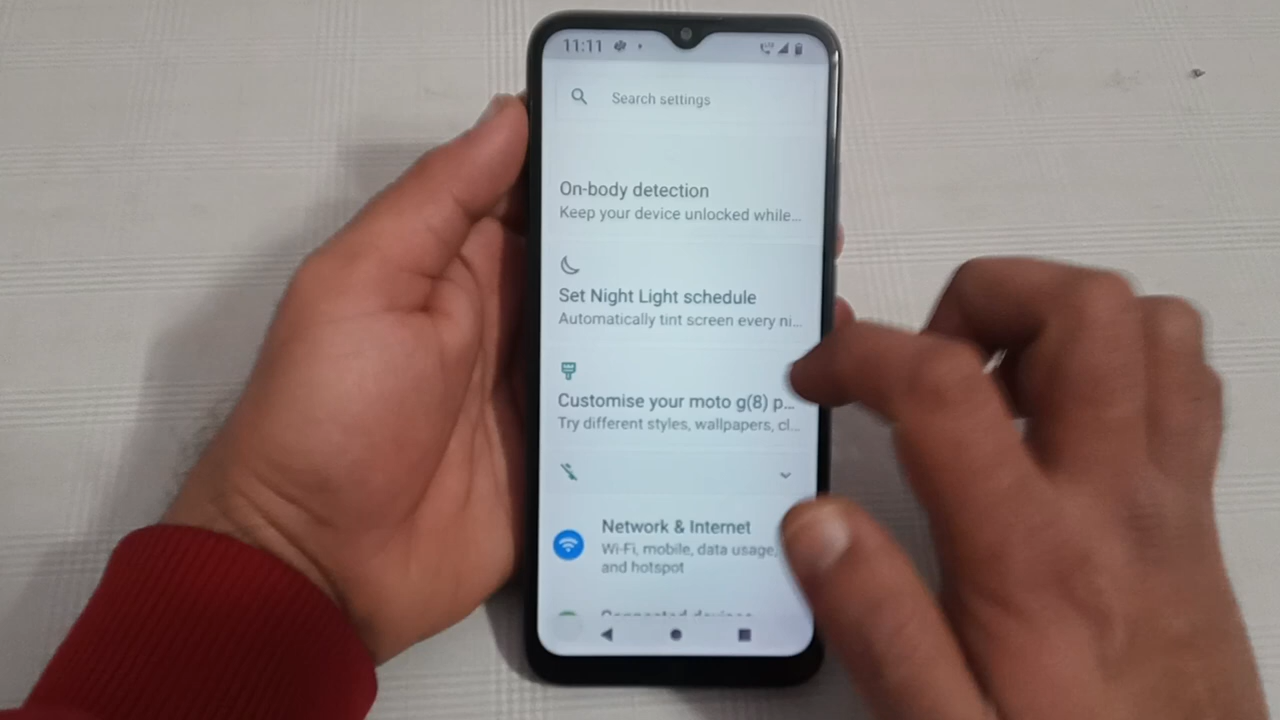 11:11
Search settings
On-body detection
Keep your device unlocked while...
Set Night Light schedule
Automatically tint screen every ni...
Customise your moto g(8) p...
Try different styles, wallpapers, cl...
Network & Internet
Wi-Fi, mobile, data usage,
and hotspot
Connected devices